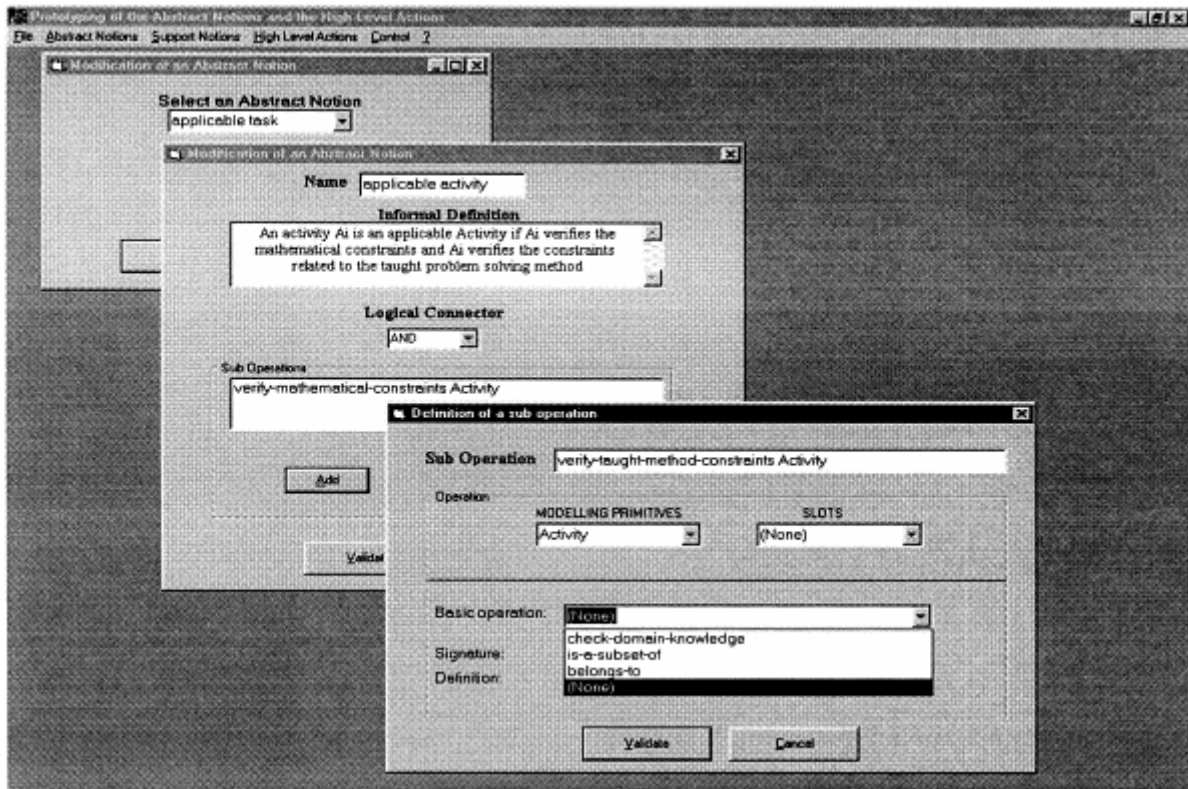 Prototyping of the Abstract Notions and the High Level Actions
File Abstract Notions Support Notions High Level Actions Control ?
Modification of an Abstract Notion
Select an Abstract Notion
applicable task
Modification of an Abstract Notion
Name applicable activity
Informal Definition
An activity Ai is an applicable Activity if Ai verifies the
mathematical constraints and Ai verifies the constraints
related to the taught problem solving method
Logical Connector
AND
Sub Operations
verify-mathematical-constraints Activity
Add
Validat
Definition of a sub operation
Sub Operation verify-taught-method-constraints Activity
Operation
MODELLING PRIMITIVES SLOTS
Activity (None)
Basic operation: (None)
check-domain-knowledge
is-a-subset-of
belongs-to
(None)
Signature:
Definition:
Validate Cancel